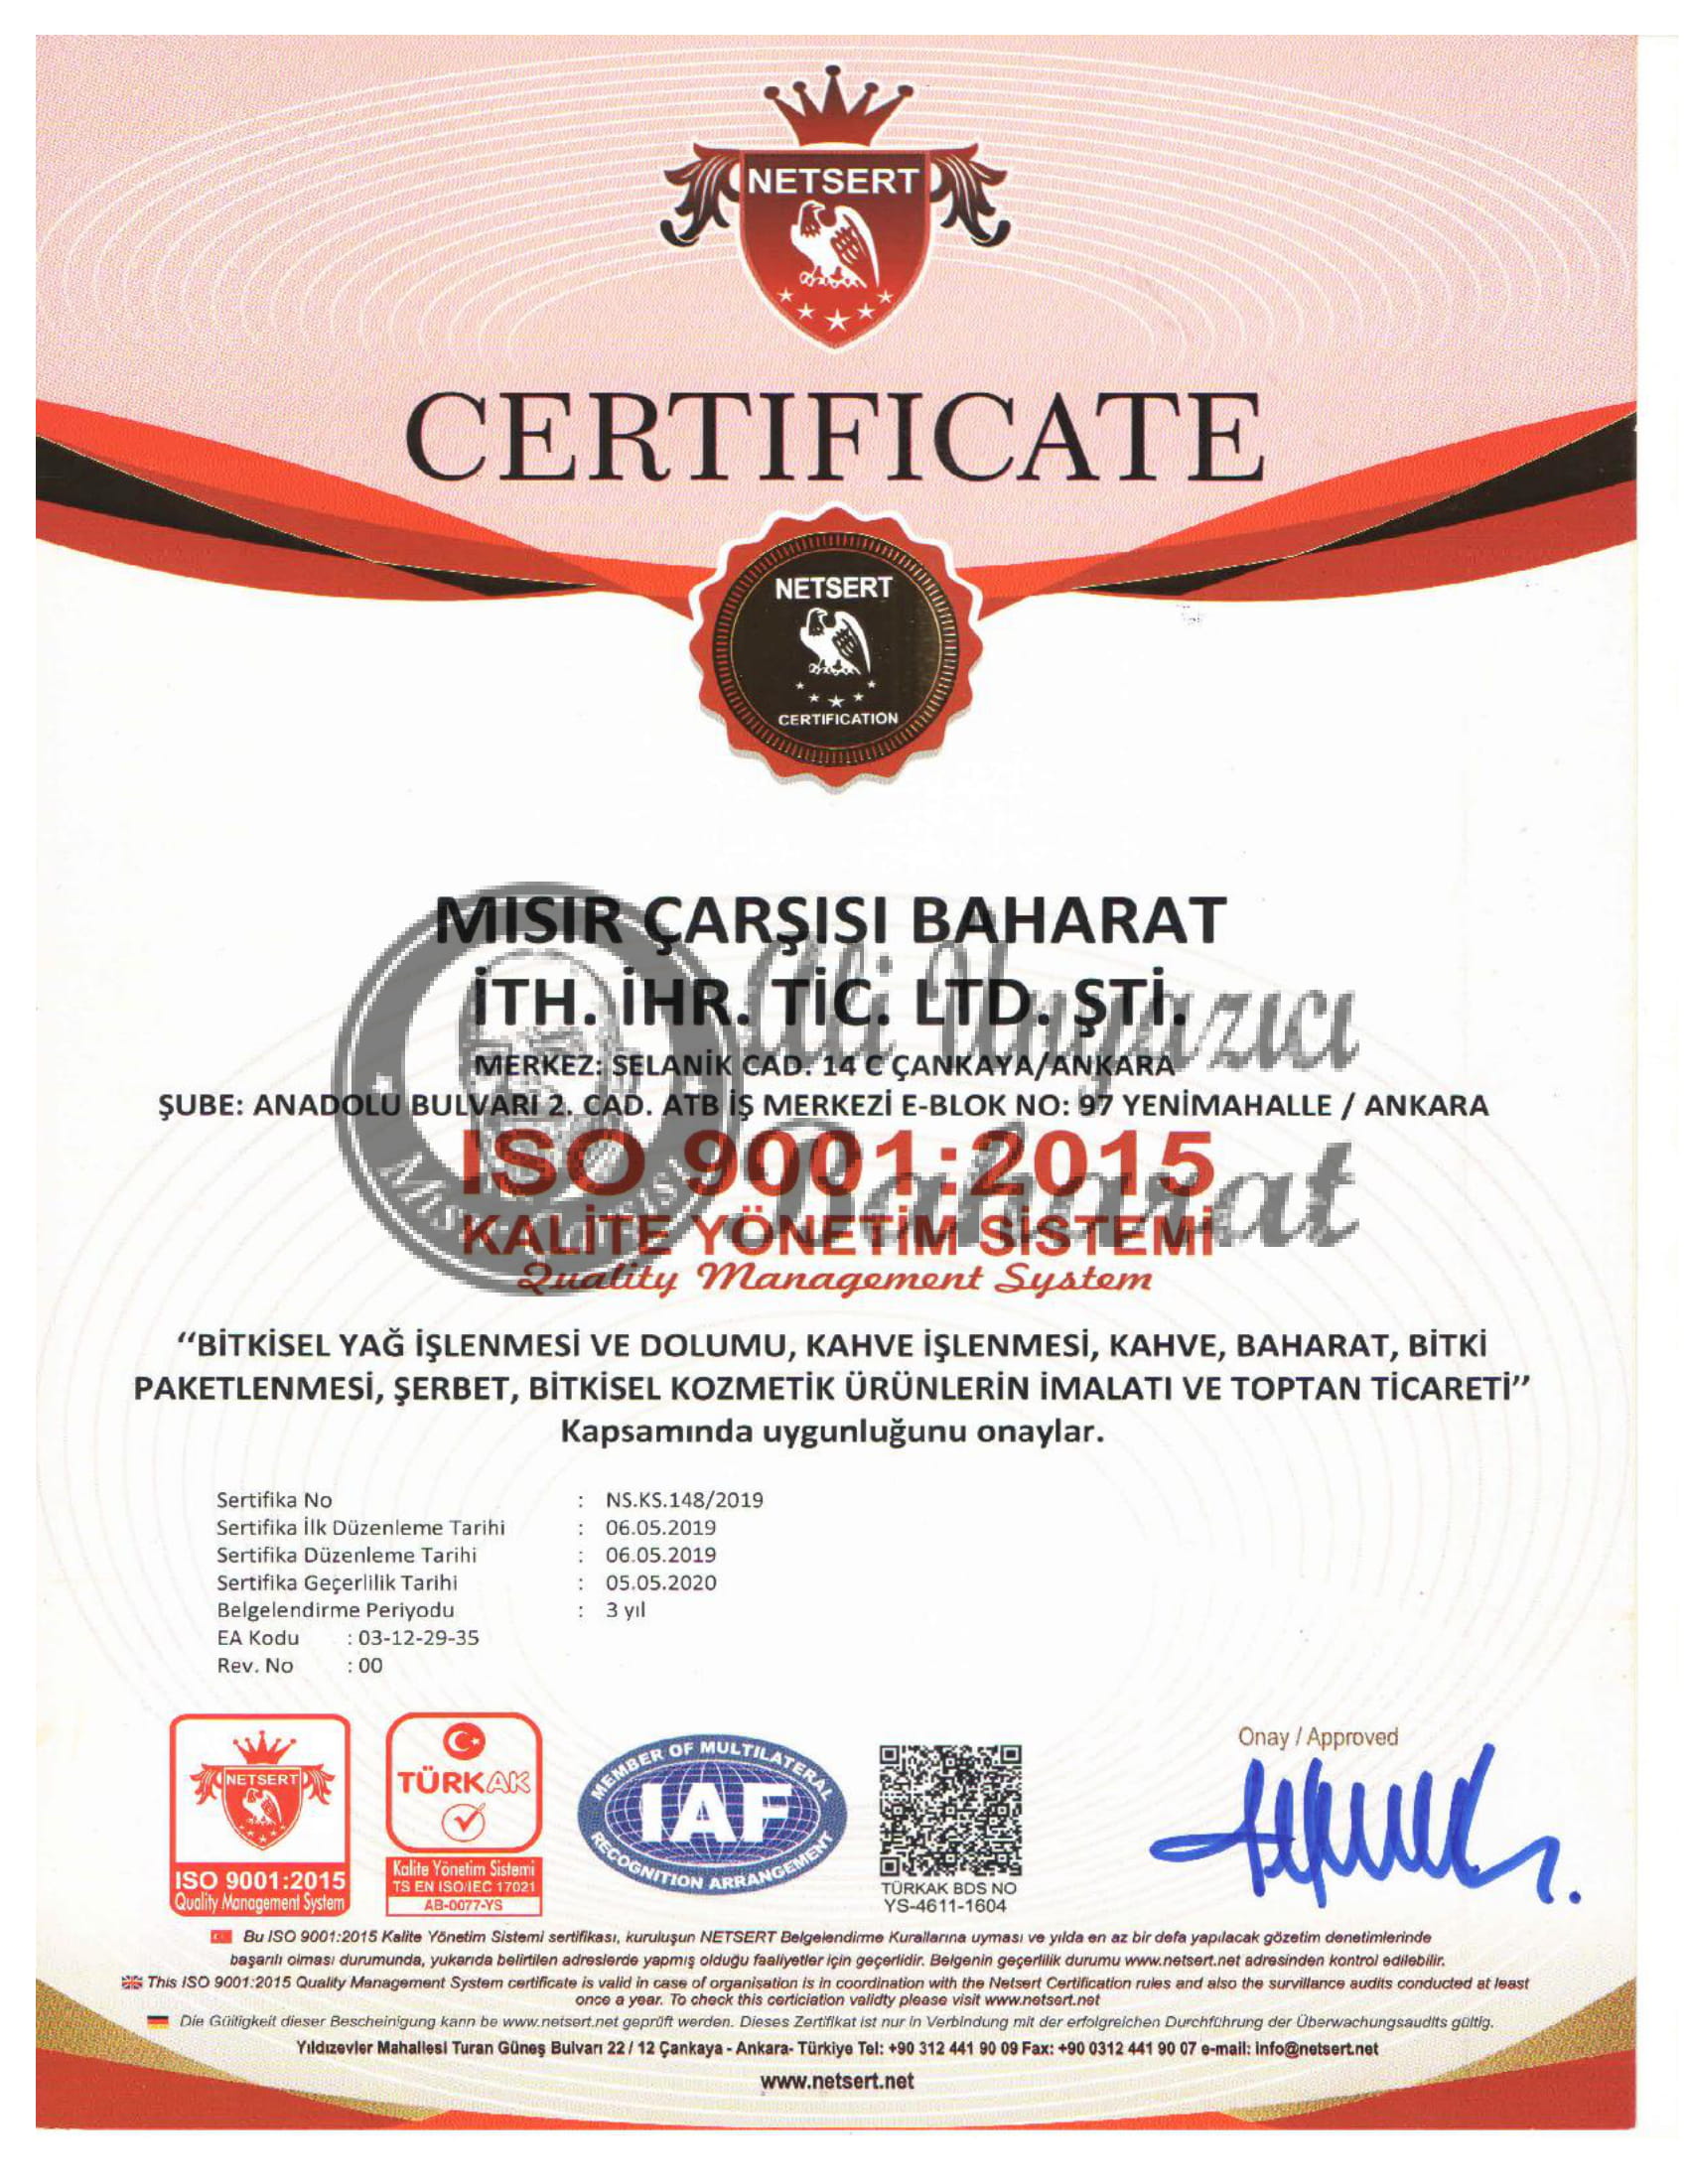 NETSERT
CERTIFICATE
NETSERT
CERTIFICATION
MISIR ÇARŞISI BAHARAT
İTH. İHR. TİC. LTD. ŞTİ.
Ali Unyazıcı
MERKEZ: SELANİK CAD. 14 C ÇANKAYA/ANKARA
ŞUBE: ANADOLU BULVARI 2. CAD. ATB İŞ MERKEZİ E-BLOK NO: 97 YENİMAHALLE / ANKARA
ISO 9001:2015
Baharat
KALİTE YÖNETİM SİSTEMİ
Quality Management System
“BİTKİSEL YAĞ İŞLENMESİ VE DOLUMU, KAHVE İŞLENMESİ, KAHVE, BAHARAT, BİTKİ
PAKETLENMESİ, ŞERBET, BİTKİSEL KOZMETİK ÜRÜNLERİN İMALATI VE TOPTAN TİCARETİ”
Kapsamında uygunluğunu onaylar.
Sertifika No : NS.KS.148/2019
Sertifika İlk Düzenleme Tarihi : 06.05.2019
Sertifika Düzenleme Tarihi : 06.05.2019
Sertifika Geçerlilik Tarihi : 05.05.2020
Belgelendirme Periyodu : 3 yıl
EA Kodu : 03-12-29-35
Rev. No : 00
Onay / Approved
NETSERT
ISO 9001:2015
Quality Management System
TÜRKAK
Kalite Yönetim Sistemi
TS EN ISO/IEC 17021
AB-0077-YS
MEMBER OF MULTILATERAL
IAF
RECOGNITION ARRANGEMENT
TÜRKAK BDS NO
YS-4611-1604
Bu ISO 9001:2015 Kalite Yönetim Sistemi sertifikası, kuruluşun NETSERT Belgelendirme Kurallarına uyması ve yılda en az bir defa yapılacak gözetim denetimlerinde
başarılı olması durumunda, yukarıda belirtilen adreslerde yapmış olduğu faaliyetler için geçerlidir. Belgenin geçerlilik durumu www.netsert.net adresinden kontrol edilebilir.
This ISO 9001:2015 Quality Management System certificate is valid in case of organisation is in coordination with the Netsert Certification rules and also the survillance audits conducted at least
once a year. To check this certiciation validty please visit www.netsert.net
Die Gültigkeit dieser Bescheinigung kann be www.netsert.net geprüft werden. Dieses Zertifikat ist nur in Verbindung mit der erfolgreichen Durchführung der Überwachungsaudits gültig.
Yıldızevler Mahallesi Turan Güneş Bulvarı 22 / 12 Çankaya - Ankara- Türkiye Tel: +90 312 441 90 09 Fax: +90 0312 441 90 07 e-mail: info@netsert.net
www.netsert.net